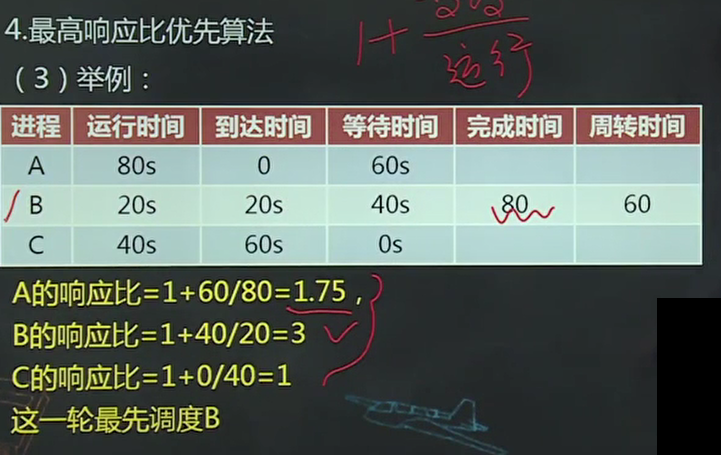 4.最高响应比优先算法
1+
运行
（3）举例：
进程 运行时间 到达时间 等待时间 完成时间 周转时间
A 80s 0 60s
B 20s 20s 40s 80 60
C 40s 60s 0s
A的响应比=1+60/80=1.75，
B的响应比=1+40/20=3
C的响应比=1+0/40=1
这一轮最先调度B